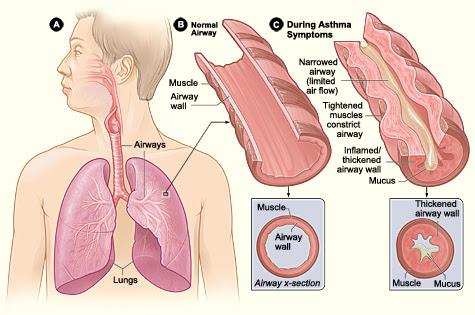 A
Airways
Lungs
B Normal
Airway
Muscle
Airway
wall
Muscle
Airway
wall
Airway x-section
C During Asthma
Symptoms
Narrowed
airway
(limited
air flow)
Tightened
muscles
constrict
airway
Inflamed/
thickened
airway wall
Mucus
Thickened
airway wall
Muscle
Mucus